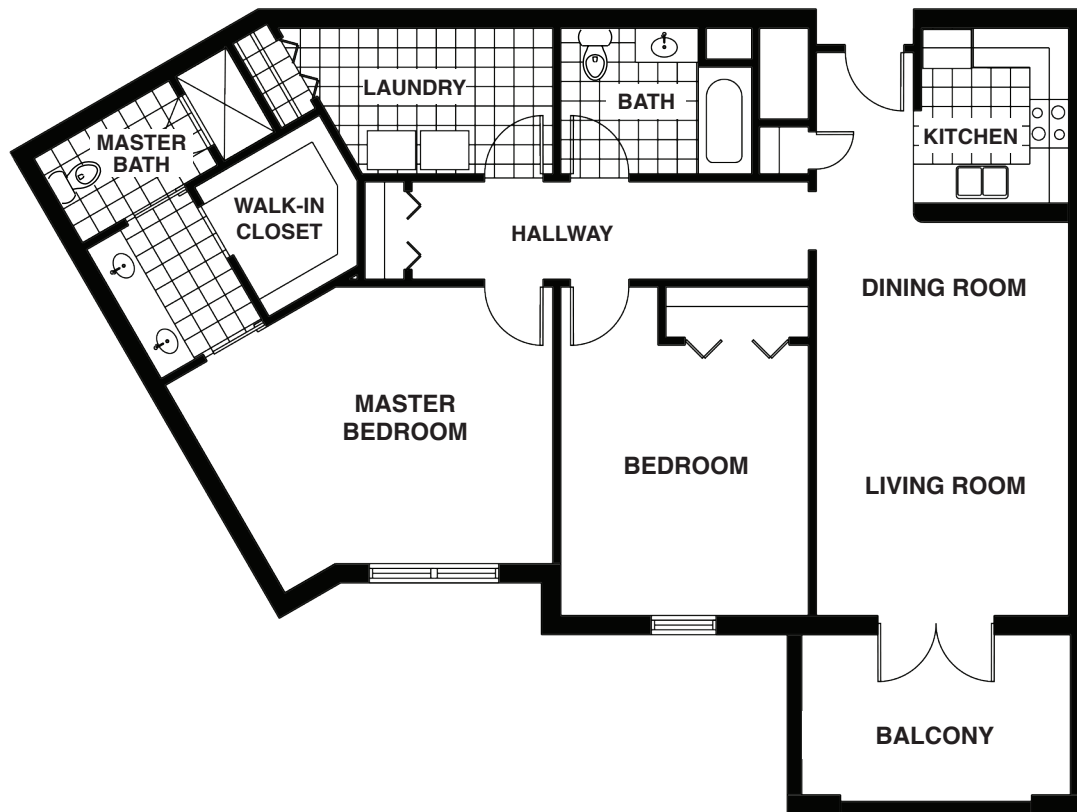 LAUNDRY
BATH
KITCHEN
MASTER
BATH
WALK-IN
CLOSET
HALLWAY
DINING ROOM
MASTER
BEDROOM
BEDROOM
LIVING ROOM
BALCONY